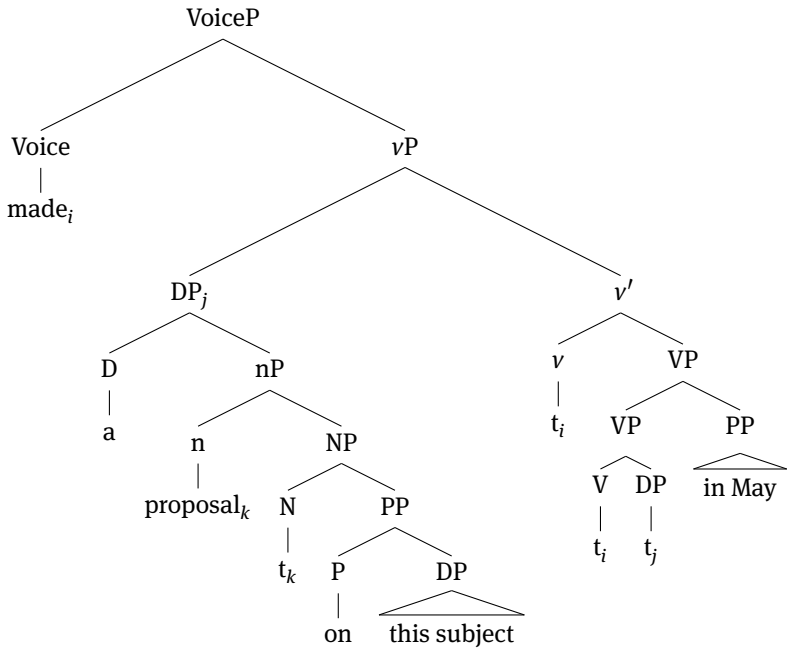 VoiceP
Voice vP
made_i
DP_j v′
D nP v VP
a n NP t_i VP PP
proposal_k N PP V DP in May
t_k P DP t_i t_j
on this subject